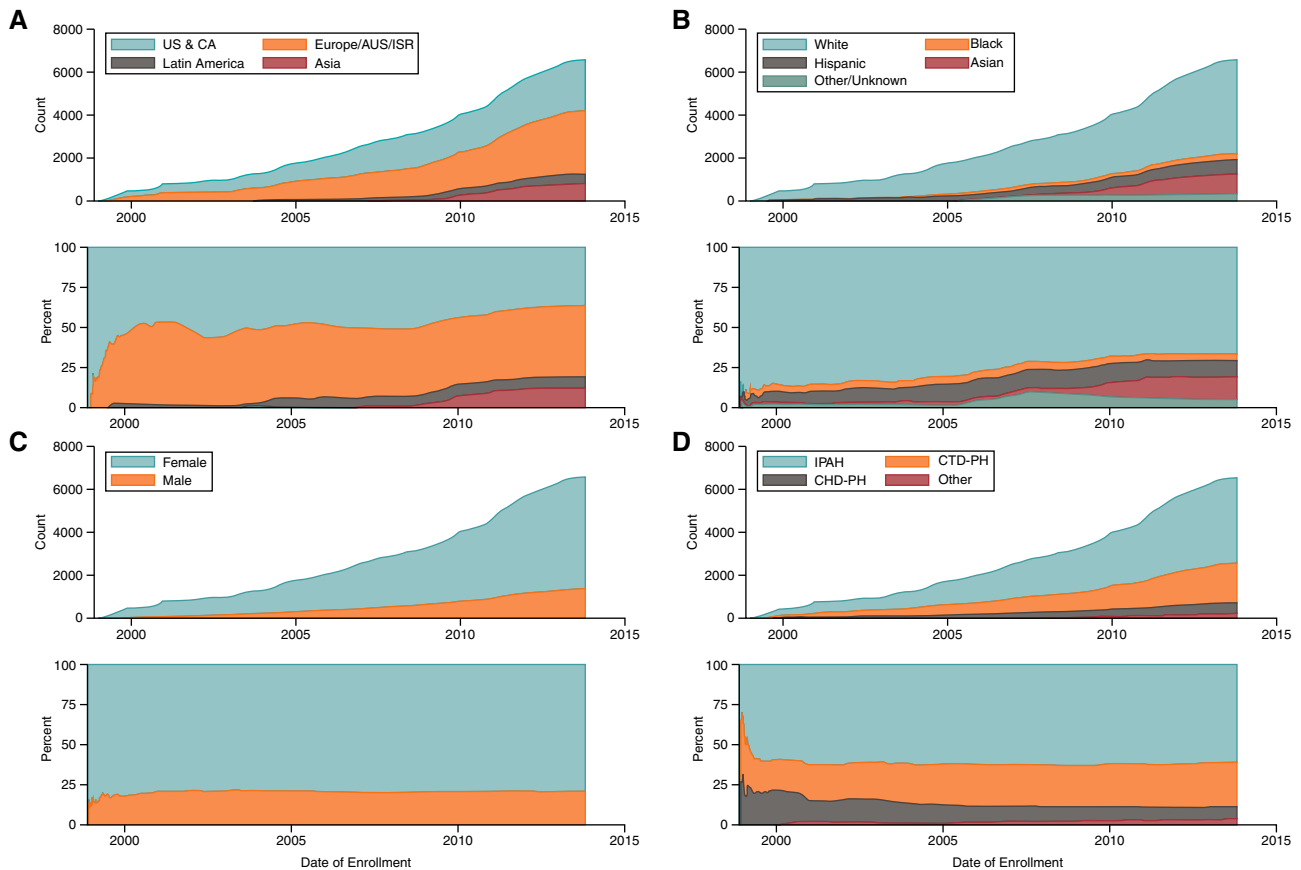 A
B
US & CA
Europe/AUS/ISR
Latin America
Asia
Count
8000
6000
4000
2000
0
2000
2005
2010
2015
White
Black
Hispanic
Asian
Other/Unknown
Count
8000
6000
4000
2000
0
2000
2005
2010
2015
Percent
100
75
50
25
0
2000
2005
2010
2015
Percent
100
75
50
25
0
2000
2005
2010
2015
C
D
Female
Male
Count
8000
6000
4000
2000
0
2000
2005
2010
2015
IPAH
CTD-PH
CHD-PH
Other
Count
8000
6000
4000
2000
0
2000
2005
2010
2015
Percent
100
75
50
25
0
2000
2005
2010
2015
Date of Enrollment
Percent
100
75
50
25
0
2000
2005
2010
2015
Date of Enrollment